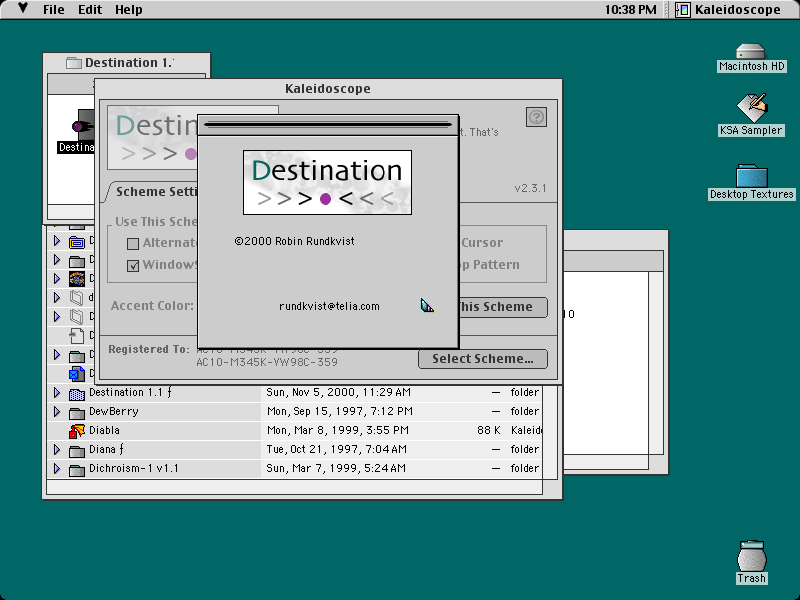 File Edit Help
10:38 PM Kaleidoscope
Macintosh HD
KSA Sampler
Desktop Textures
Trash
Destination 1.
Destina
Kaleidoscope
Destin
t. That's
v2.3.1
Scheme Setti
Use This Sche
Alternat
Window
Cursor
op Pattern
Accent Color:
his Scheme
Registered To:
AC10-M345K-YW98C-359
Select Scheme...
Destination
> > > < < <
©2000 Robin Rundkvist
rundkvist@telia.com
Destination 1.1 ƒ Sun, Nov 5, 2000, 11:29 AM — folder
DewBerry Mon, Sep 15, 1997, 7:12 PM — folder
Diabla Mon, Mar 8, 1999, 3:55 PM 88 K Kaleid
Diana ƒ Tue, Oct 21, 1997, 7:04 AM — folder
Dichroism-1 v1.1 Sun, Mar 7, 1999, 5:24 AM — folder